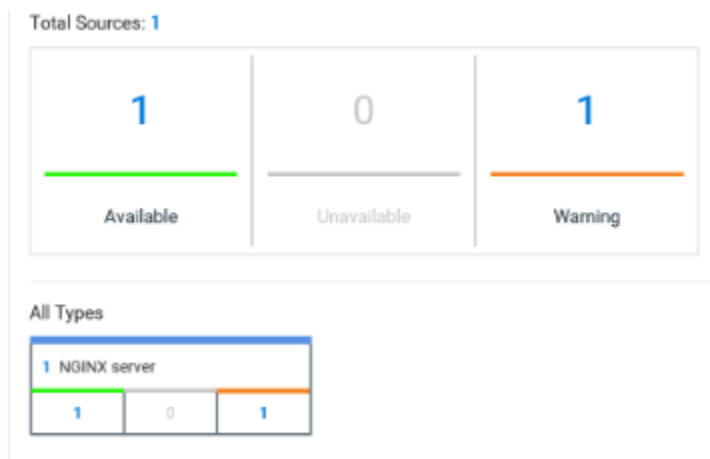 Total Sources: 1
1 0 1
Available Unavailable Warning
All Types
1 NGINX server
1 0 1